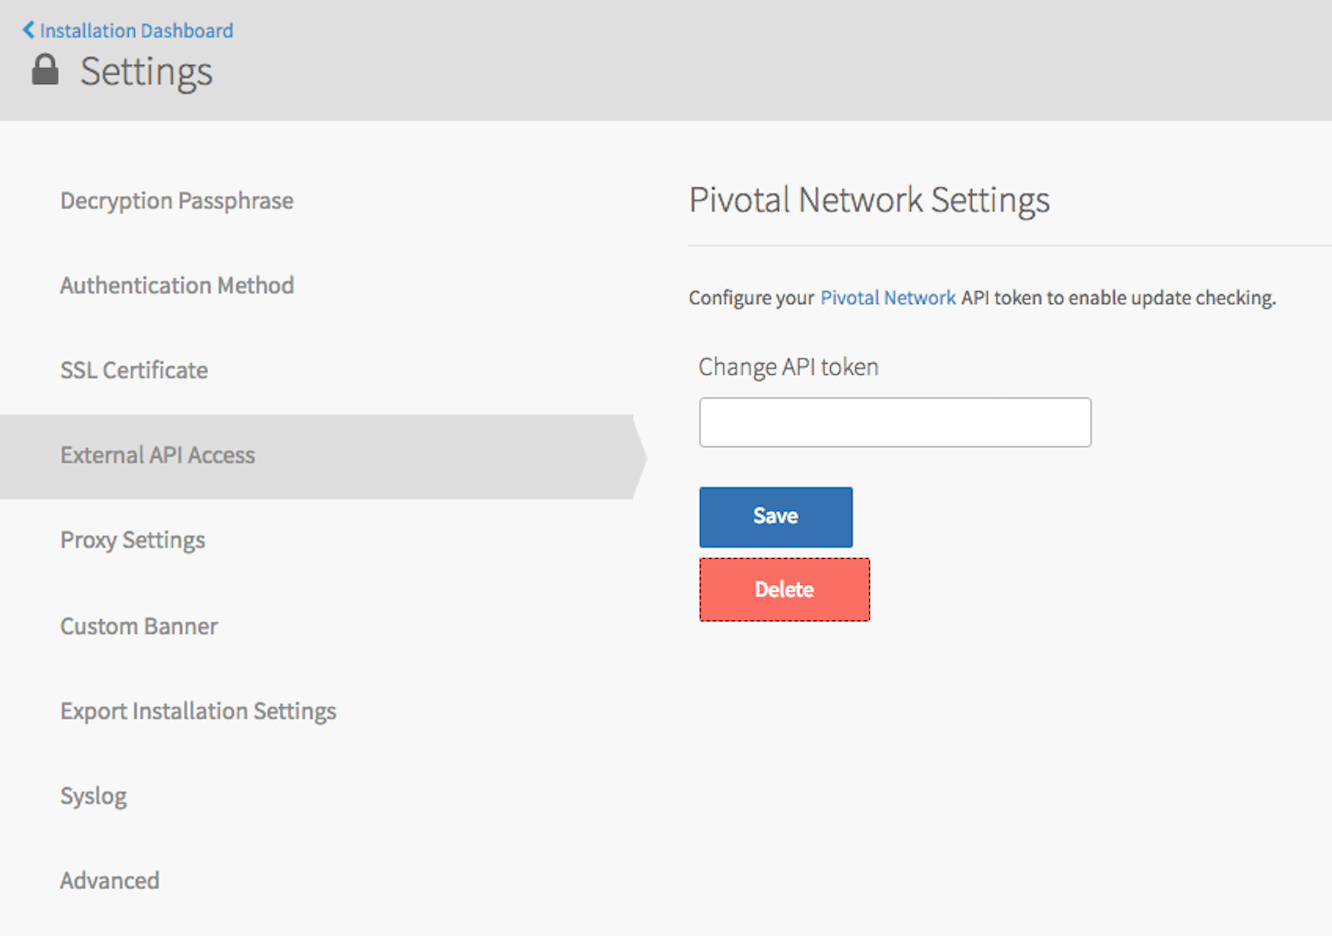 Installation Dashboard
Settings
Decryption Passphrase
Authentication Method
SSL Certificate
External API Access
Proxy Settings
Custom Banner
Export Installation Settings
Syslog
Advanced
Pivotal Network Settings
Configure your Pivotal Network API token to enable update checking.
Change API token
Save
Delete